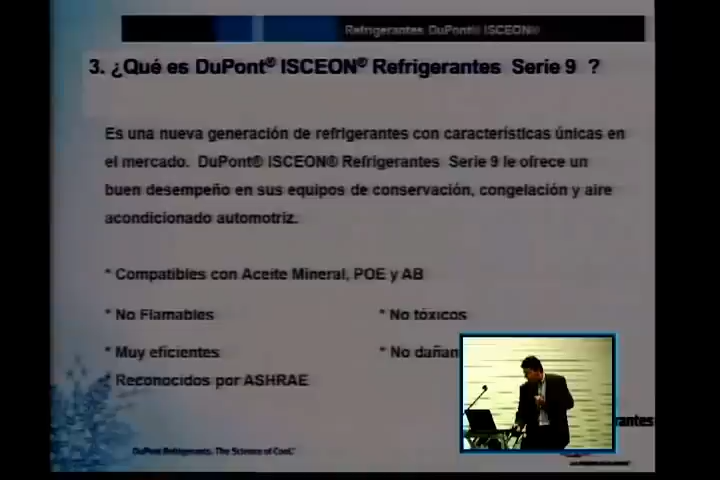 Refrigerantes DuPont® ISCEON®
3. ¿Qué es DuPont® ISCEON® Refrigerantes Serie 9 ?
Es una nueva generación de refrigerantes con características únicas en
el mercado. DuPont® ISCEON® Refrigerantes Serie 9 le ofrece un
buen desempeño en sus equipos de conservación, congelación y aire
acondicionado automotriz.
* Compatibles con Aceite Mineral, POE y AB
* No Flamables
* No tóxicos
* Muy eficientes
* No dañan
* Reconocidos por ASHRAE
rantes
DuPont Refrigerants. The Science of Cool.